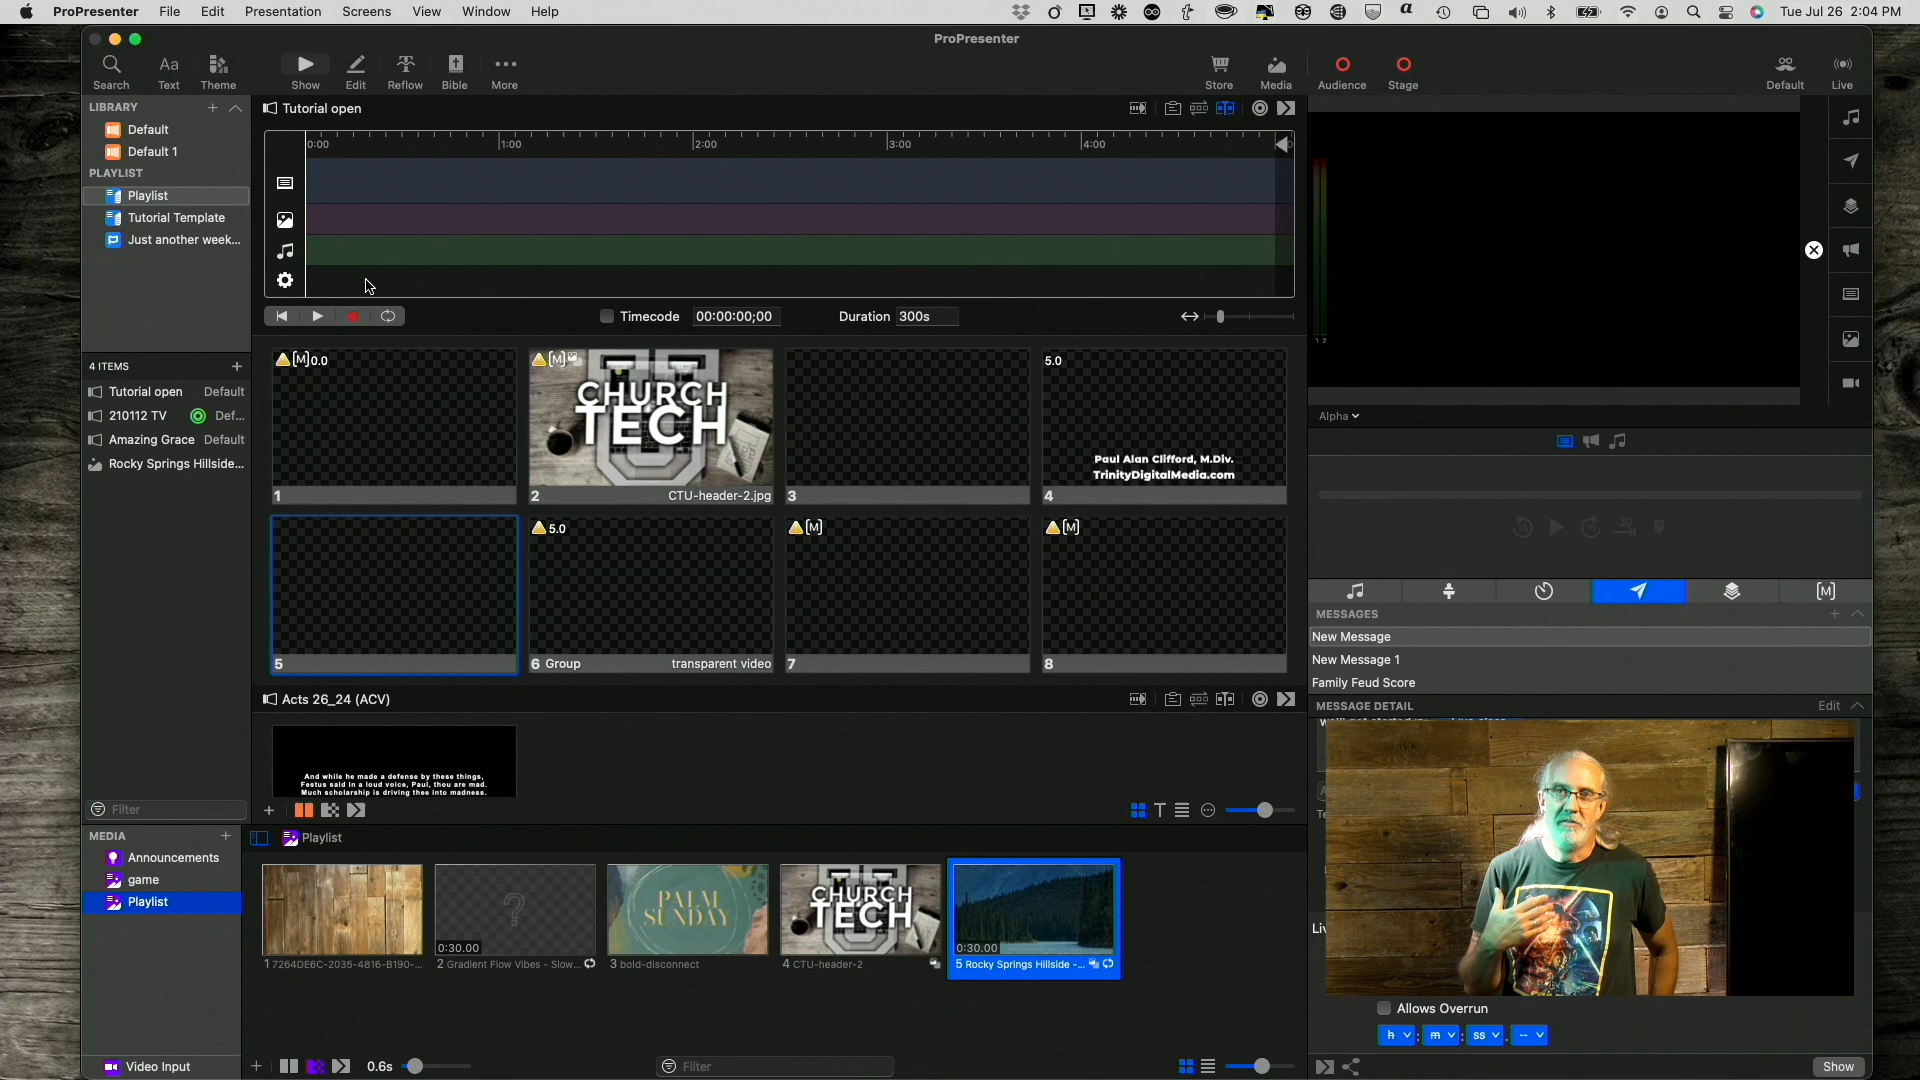 ProPresenter File Edit Presentation Screens View Window Help
Tue Jul 26 2:04 PM
ProPresenter
Search Text Theme Show Edit Reflow Bible More
Store Media Audience Stage Default Live
LIBRARY
Default
Default 1
PLAYLIST
Playlist
Tutorial Template
Just another week...
Tutorial open
0:00 1:00 2:00 3:00 4:00
Timecode 00:00:00;00 Duration 300s
[M] 0.0
1
[M]
CHURCH
TECH
2 CTU-header-2.jpg
3
5.0
Paul Alan Clifford, M.Div.
TrinityDigitalMedia.com
4
5
5.0
6 Group transparent video
[M]
7
[M]
8
4 ITEMS
Tutorial open Default
210112 TV Def...
Amazing Grace Default
Rocky Springs Hillside...
Filter
Acts 26_24 (ACV)
And while he made a defense by these things,
Festus said in a loud voice, Paul, thou are mad.
Much scholarship is driving thee into madness.
MEDIA
Announcements
game
Playlist
Video Input
Playlist
1 7264DE6C-2035-4816-B190-...
0:30.00
2 Gradient Flow Vibes - Slow...
PALM
SUNDAY
3 bold-disconnect
CHURCH
TECH
4 CTU-header-2
0:30.00
5 Rocky Springs Hillside -...
0.6s
Filter
1 2
Alpha
[M]
MESSAGES
New Message
New Message 1
Family Feud Score
MESSAGE DETAIL Edit
Allows Overrun
h : m : ss . --
Show